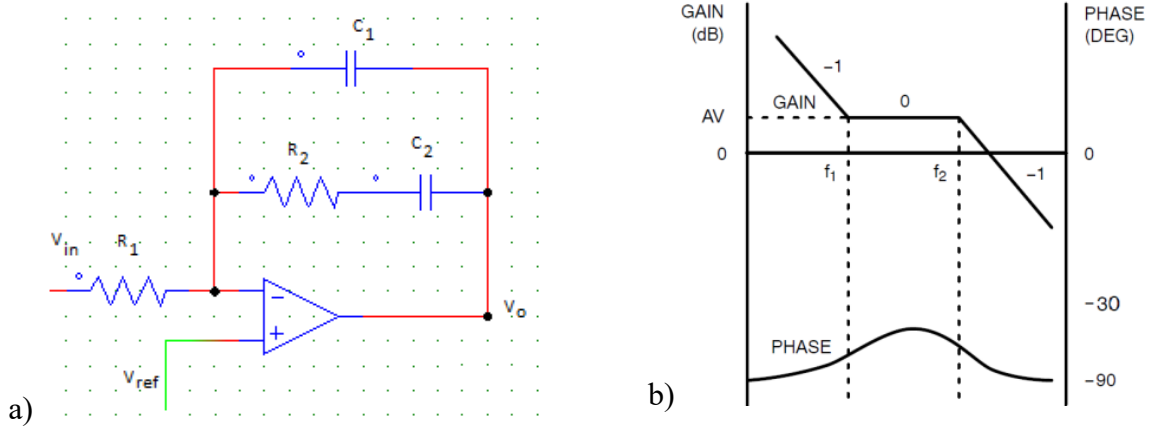 C1
R2
C2
Vin
R1
−
+
Vo
Vref
a)
GAIN
(dB)
PHASE
(DEG)
−1
GAIN
0
AV
0
0
f1
f2
−1
−30
PHASE
−90
b)